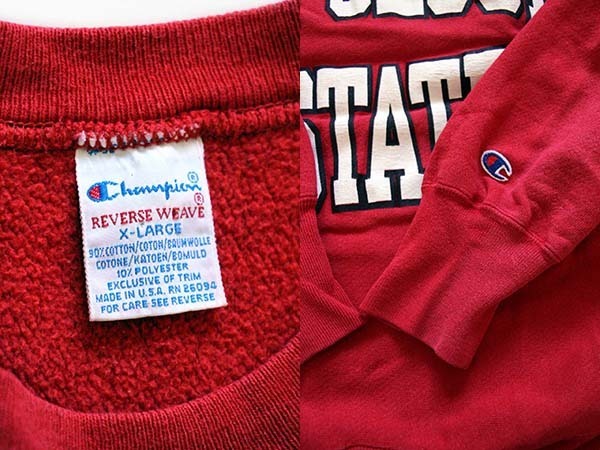 Champion®
REVERSE WEAVE®
X-LARGE
90% COTTON/COTON/BAUMWOLLE
COTONE/KATOEN/BOMULD
10% POLYESTER
EXCLUSIVE OF TRIM
MADE IN U.S.A. RN 26094
FOR CARE SEE REVERSE
STATE